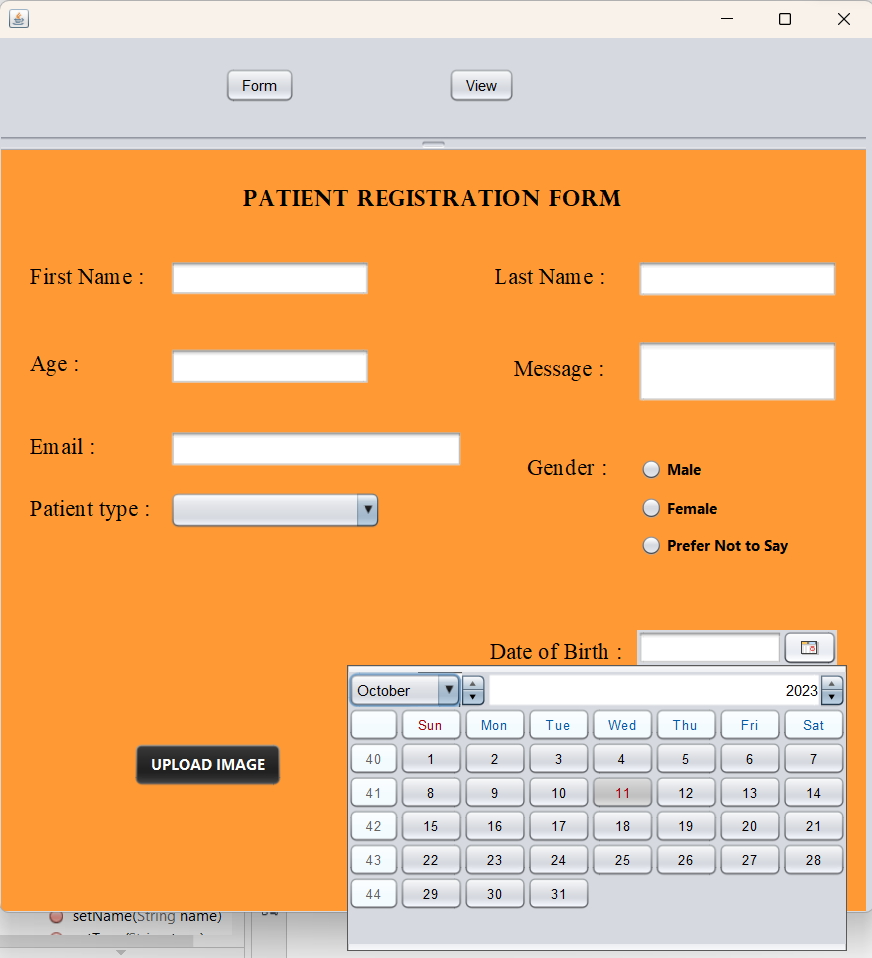 Form View
PATIENT REGISTRATION FORM
First Name : Last Name :
Age : Message :
Email :
Gender : Male
Patient type : Female
Prefer Not to Say
Date of Birth :
October 2023
Sun Mon Tue Wed Thu Fri Sat
40 1 2 3 4 5 6 7
UPLOAD IMAGE
41 8 9 10 11 12 13 14
42 15 16 17 18 19 20 21
43 22 23 24 25 26 27 28
44 29 30 31
setName(String name)